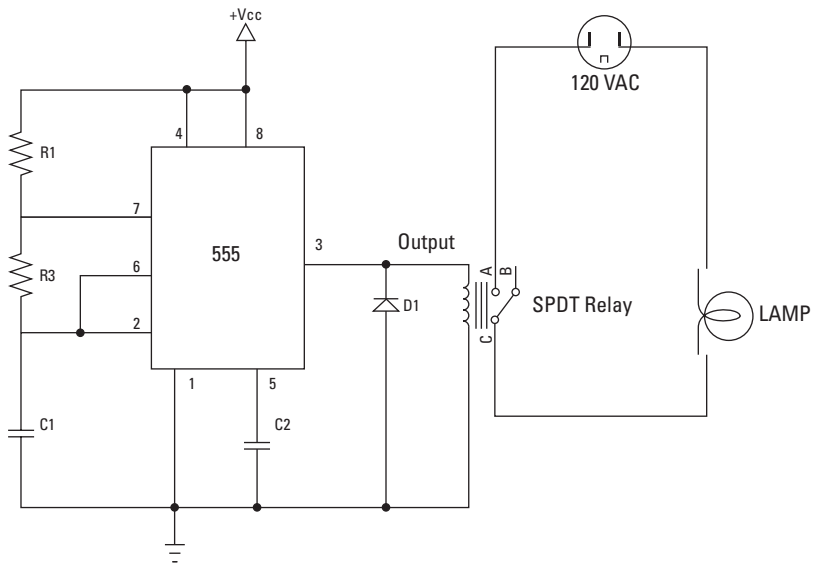 +Vcc
120 VAC
4
8
R1
7
555
3
Output
R3
6
A
B
D1
SPDT Relay
LAMP
2
C
1
5
C1
C2